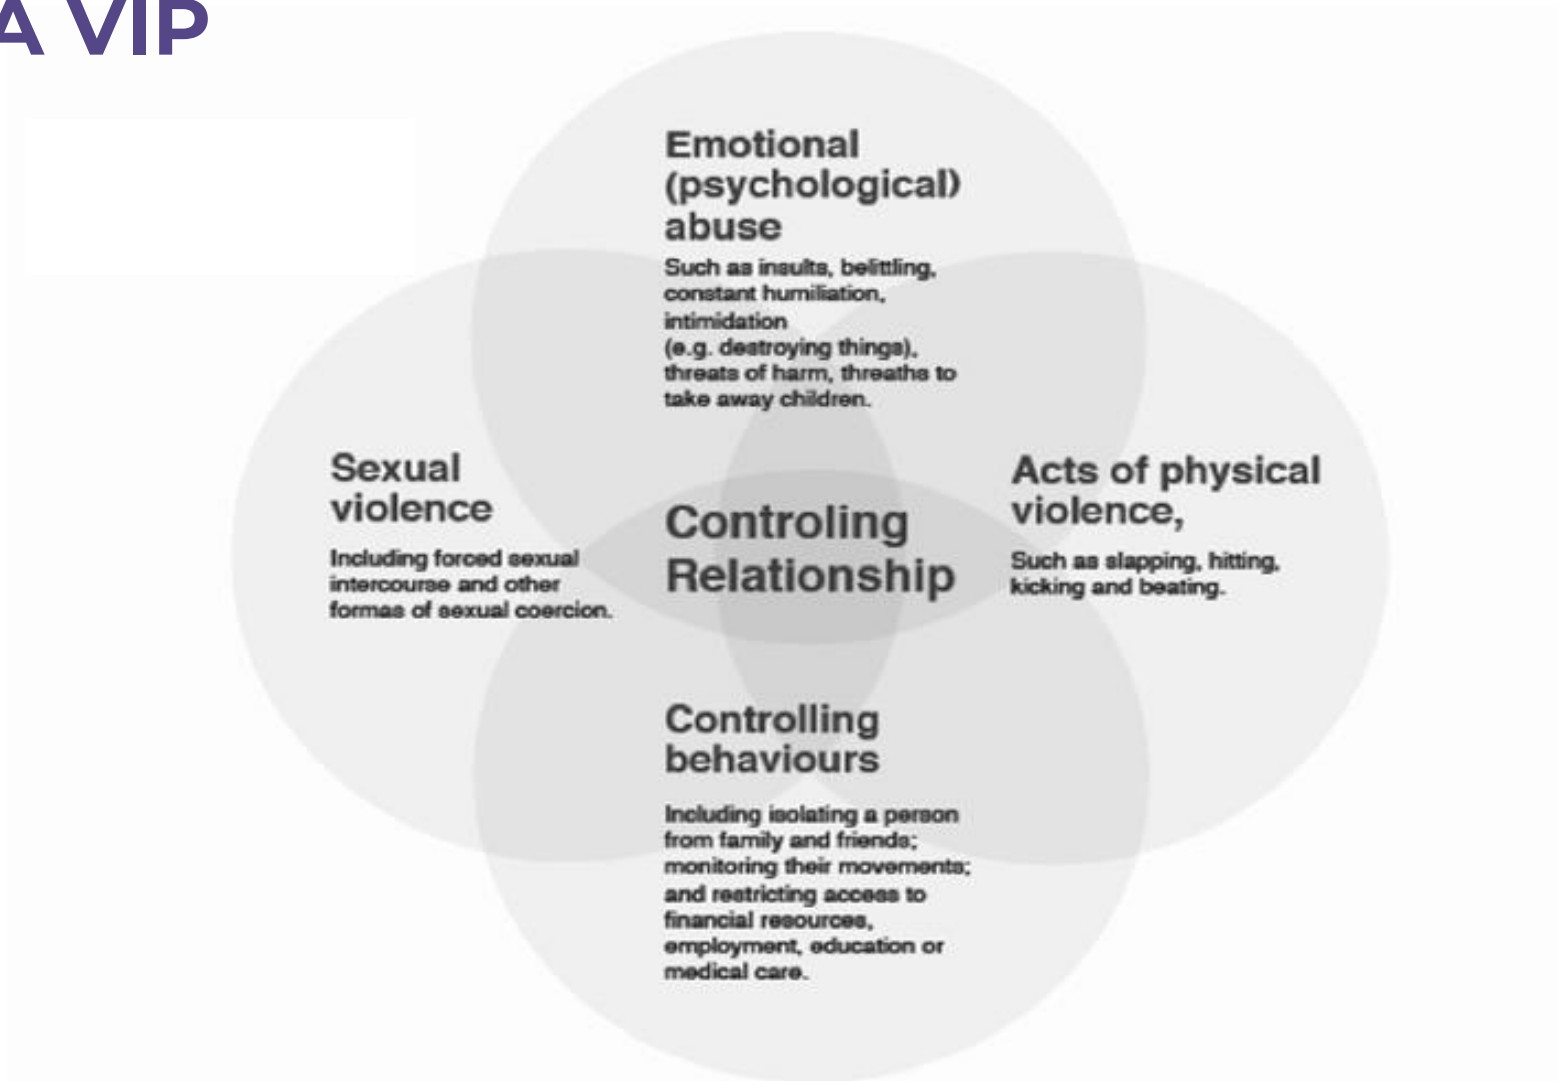 A VIP
Emotional
(psychological)
abuse
Such as insults, belittling,
constant humiliation,
intimidation
(e.g. destroying things),
threats of harm, threaths to
take away children.
Sexual
violence
Including forced sexual
intercourse and other
formas of sexual coercion.
Controling
Relationship
Acts of physical
violence,
Such as slapping, hitting,
kicking and beating.
Controlling
behaviours
Including isolating a person
from family and friends;
monitoring their movements;
and restricting access to
financial resources,
employment, education or
medical care.